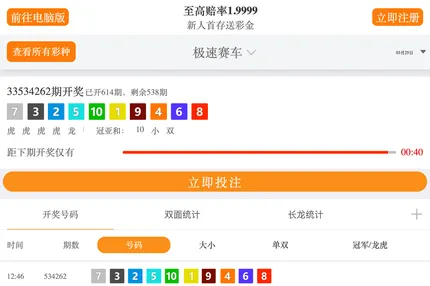 前往电脑版
至高赔率1.9999
新人首存送彩金
立即注册
查看所有彩种
极速赛车
03月29日
33534262期开奖 已开614期，剩余538期
7 3 2 5 10 1 9 4 6 8
虎 虎 虎 虎 龙 冠亚和: 10 小 双
距下期开奖仅有 00:40
立即投注
开奖号码 双面统计 长龙统计 +
时间 期数 号码 大小 单双 冠军/龙虎
12:46 534262 7 3 2 5 10 1 9 4 6 8